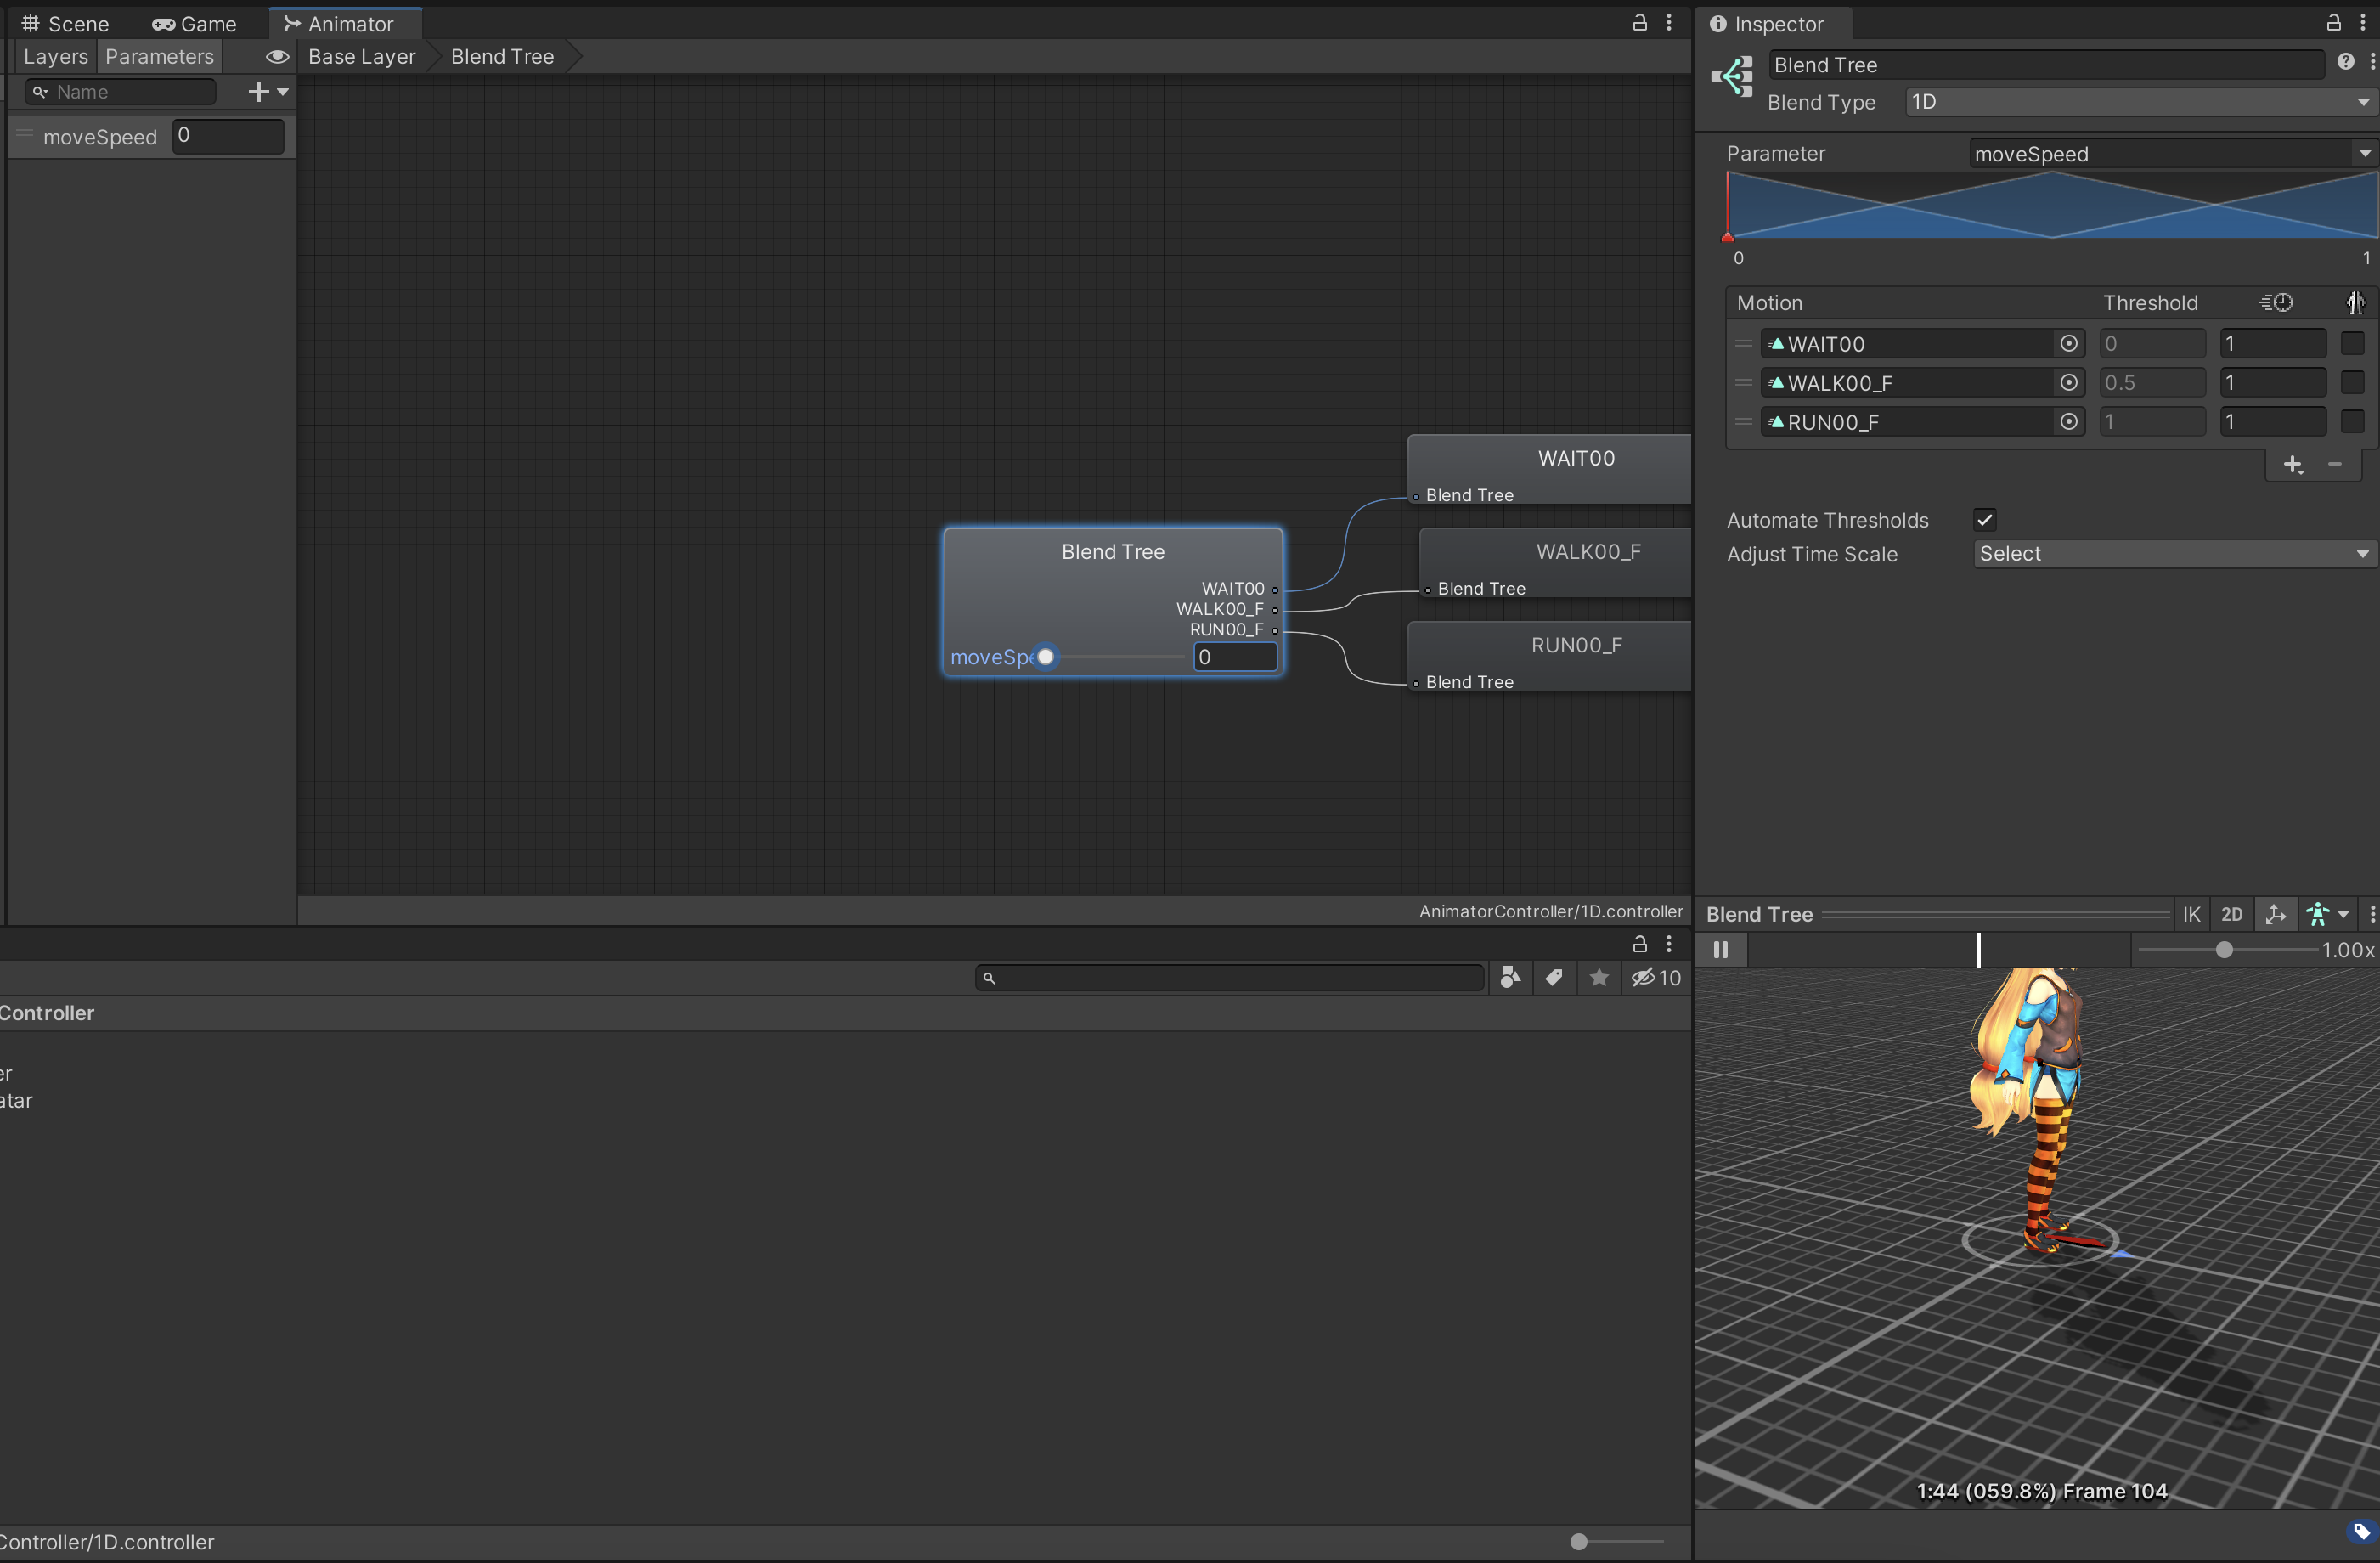 Scene Game Animator
Layers Parameters Base Layer Blend Tree
Name
moveSpeed 0
WAIT00
Blend Tree
Blend Tree
WALK00_F
WAIT00
Blend Tree
WALK00_F
RUN00_F
RUN00_F
moveSpe 0
Blend Tree
AnimatorController/1D.controller
10
Controller
er
atar
Controller/1D.controller
Inspector
Blend Tree
Blend Type 1D
Parameter moveSpeed
0 1
Motion Threshold
WAIT00 0 1
WALK00_F 0.5 1
RUN00_F 1 1
Automate Thresholds
Adjust Time Scale Select
Blend Tree IK 2D
1.00x
1:44 (059.8%) Frame 104